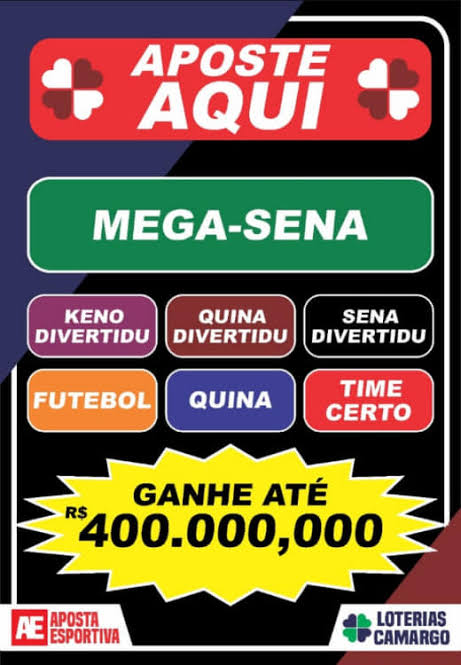 APOSTE
AQUI
MEGA-SENA
KENO
DIVERTIDU
QUINA
DIVERTIDU
SENA
DIVERTIDU
FUTEBOL
QUINA
TIME
CERTO
GANHE ATÉ
R$ 400.000,000
AE APOSTA
ESPORTIVA
LOTERIAS
CAMARGO